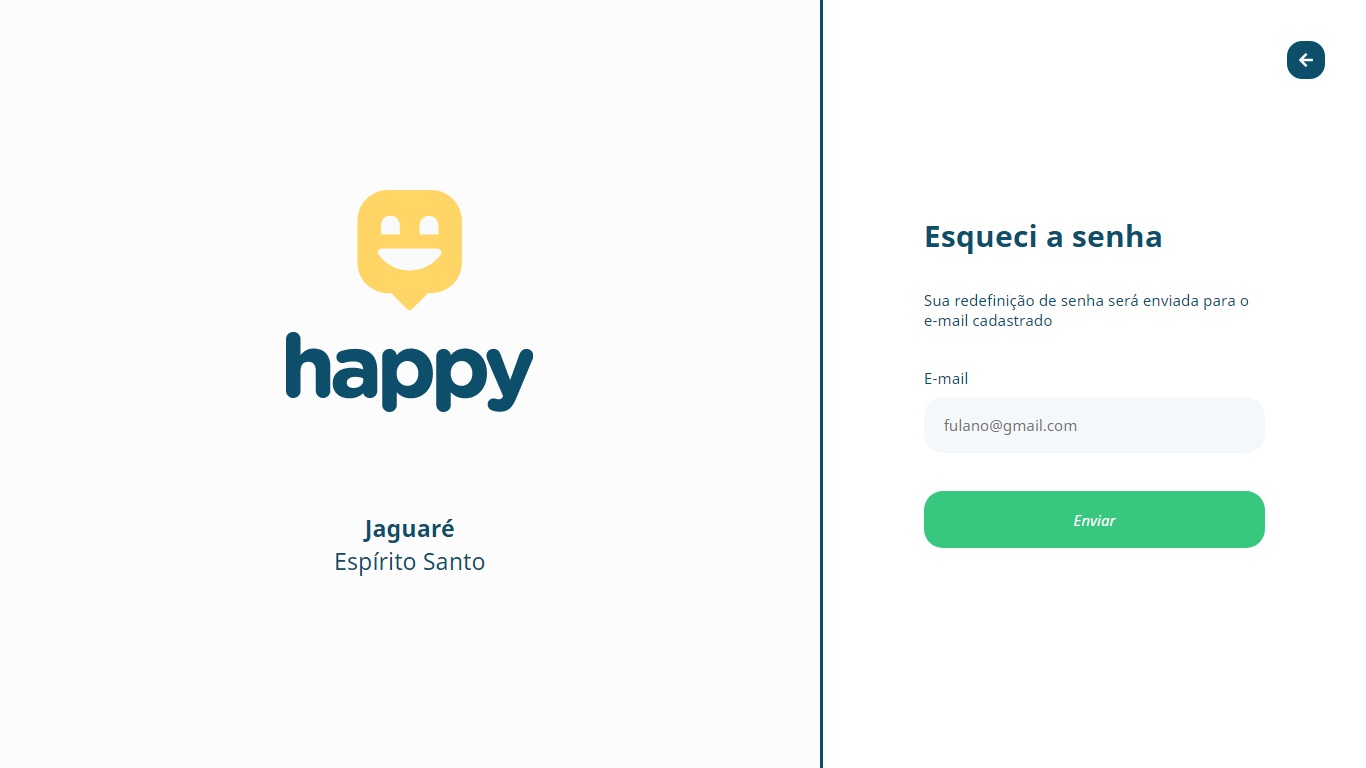 happy
Jaguaré
Espírito Santo
Esqueci a senha
Sua redefinição de senha será enviada para o
e-mail cadastrado
E-mail
fulano@gmail.com
Enviar